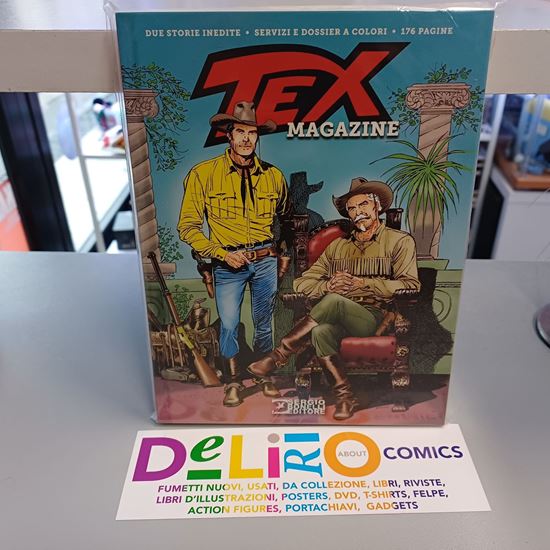 DUE STORIE INEDITE • SERVIZI E DOSSIER A COLORI • 176 PAGINE
TEX
MAGAZINE
SERGIO
BONELLI
EDITORE
DeLiRiO ABOUT COMICS
FUMETTI NUOVI, USATI, DA COLLEZIONE, LIBRI, RIVISTE,
LIBRI D'ILLUSTRAZIONI, POSTERS, DVD, T-SHIRTS, FELPE,
ACTION FIGURES, PORTACHIAVI, GADGETS